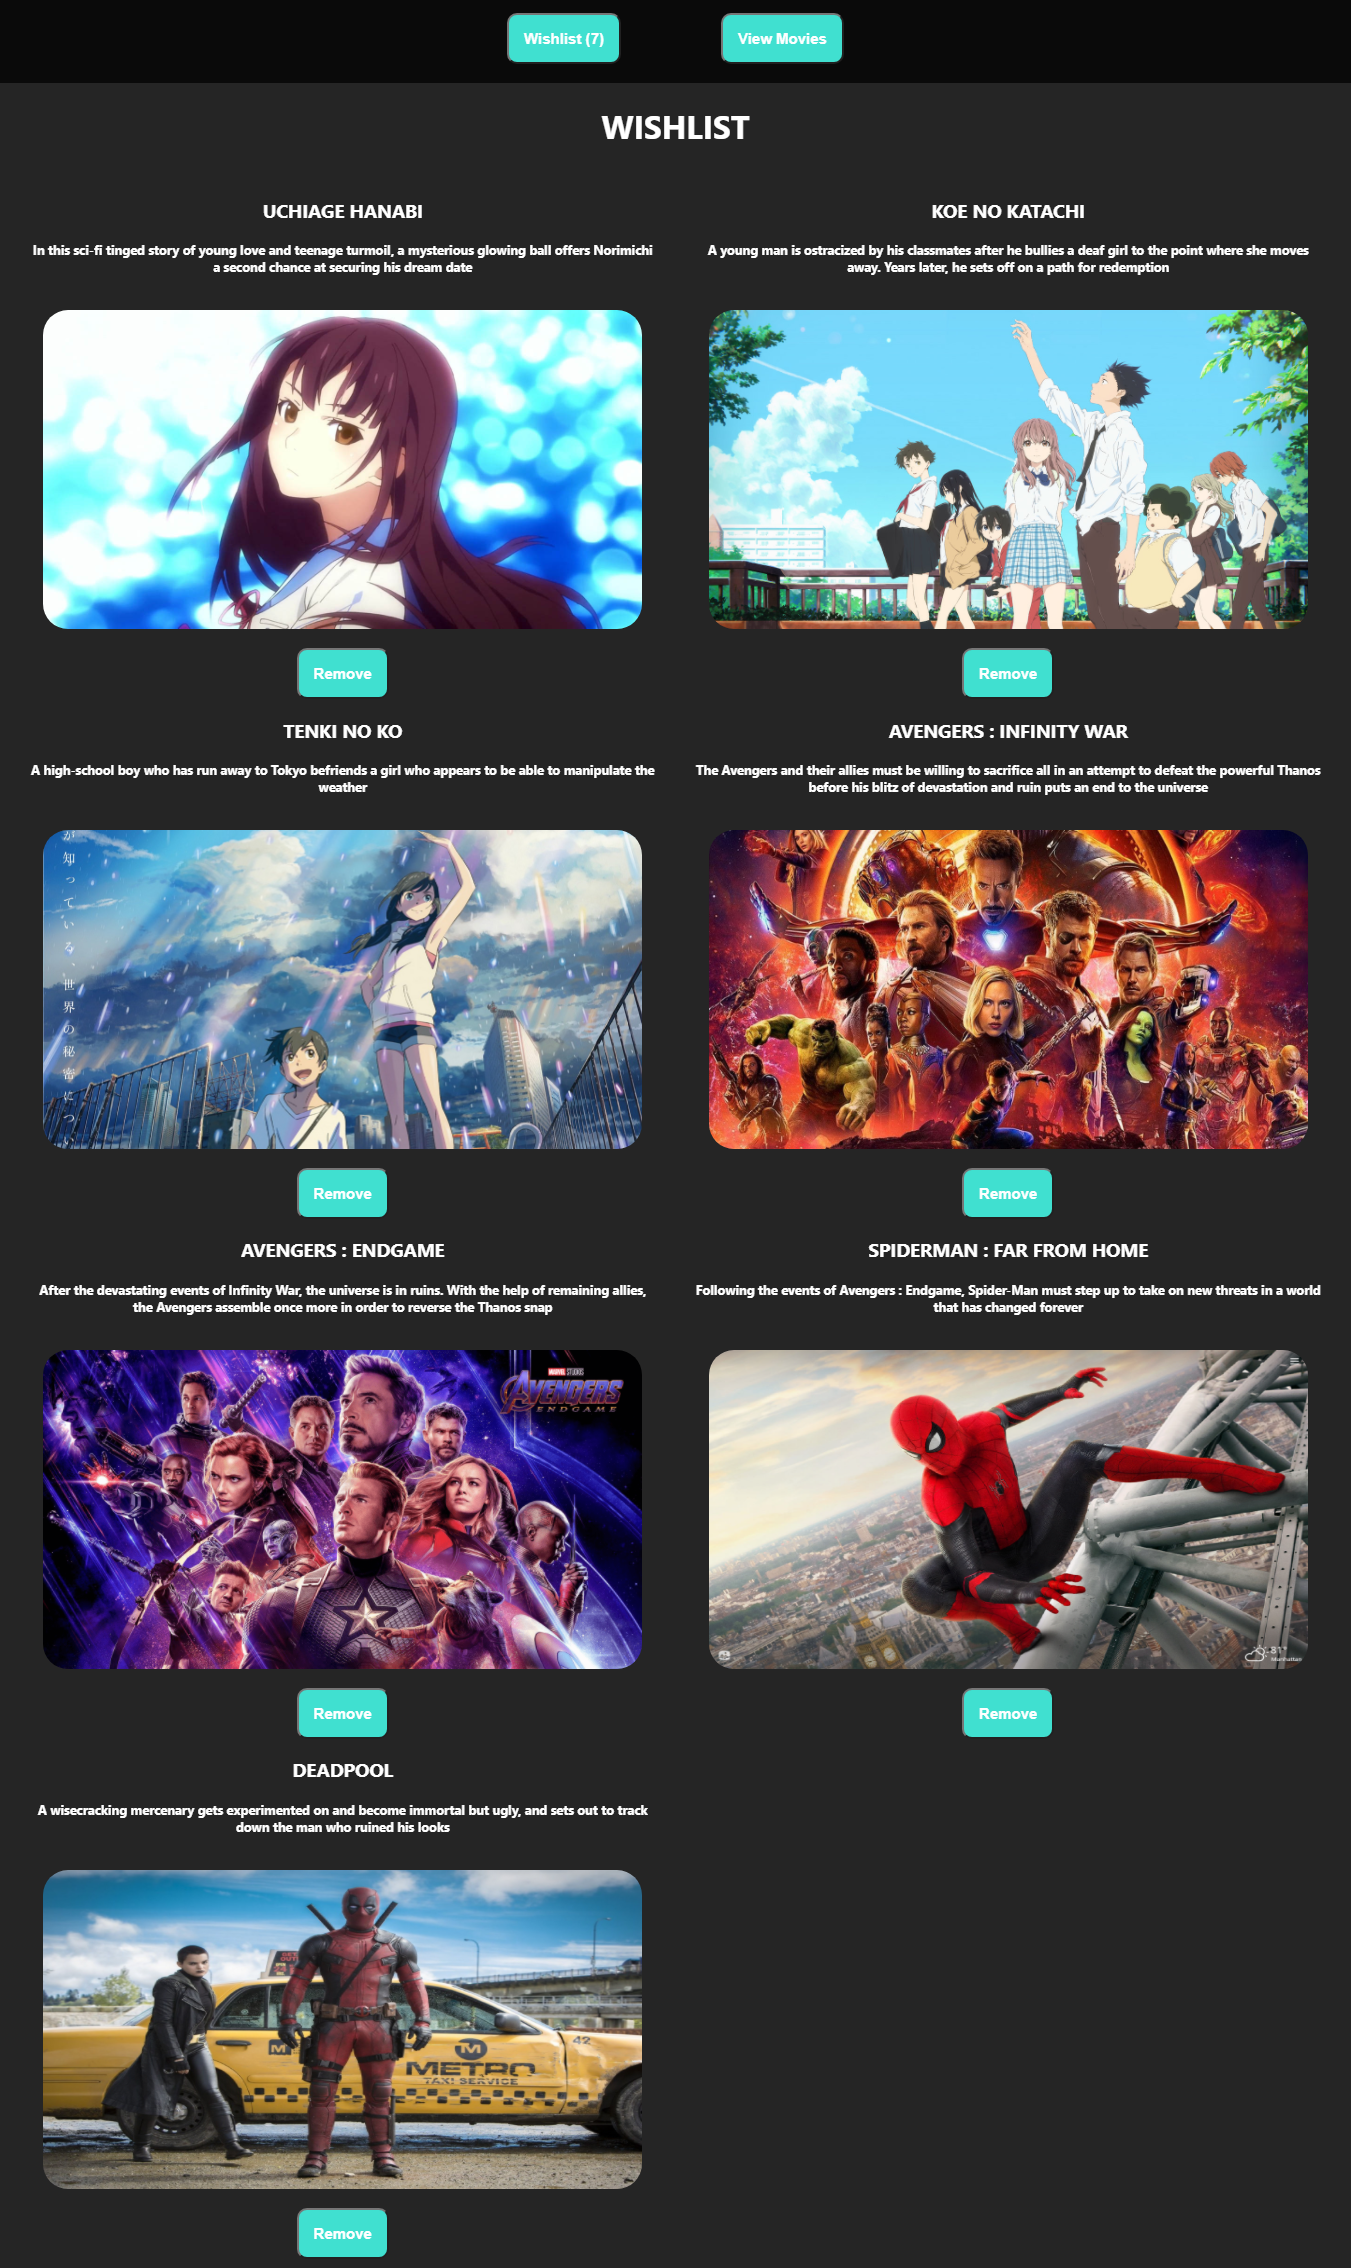 Wishlist (7)
View Movies
WISHLIST
UCHIAGE HANABI
In this sci-fi tinged story of young love and teenage turmoil, a mysterious glowing ball offers Norimichi
a second chance at securing his dream date
Remove
KOE NO KATACHI
A young man is ostracized by his classmates after he bullies a deaf girl to the point where she moves
away. Years later, he sets off on a path for redemption
Remove
TENKI NO KO
A high-school boy who has run away to Tokyo befriends a girl who appears to be able to manipulate the
weather
が知っている、世界の秘密につい
Remove
AVENGERS : INFINITY WAR
The Avengers and their allies must be willing to sacrifice all in an attempt to defeat the powerful Thanos
before his blitz of devastation and ruin puts an end to the universe
Remove
AVENGERS : ENDGAME
After the devastating events of Infinity War, the universe is in ruins. With the help of remaining allies,
the Avengers assemble once more in order to reverse the Thanos snap
MARVEL STUDIOS
AVENGERS
ENDGAME
Remove
SPIDERMAN : FAR FROM HOME
Following the events of Avengers : Endgame, Spider-Man must step up to take on new threats in a world
that has changed forever
81°
Manhattan
Remove
DEADPOOL
A wisecracking mercenary gets experimented on and become immortal but ugly, and sets out to track
down the man who ruined his looks
42
M
M
METRO
TAXI SERVICE
Remove